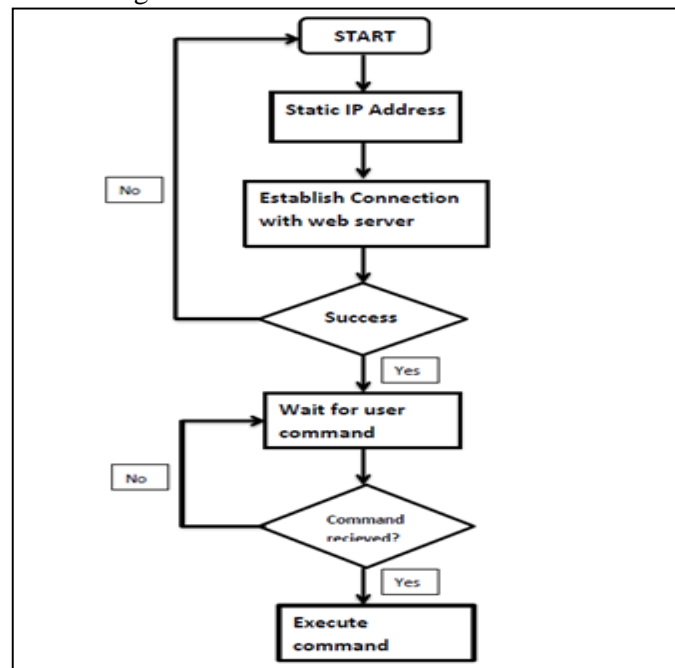 START
Static IP Address
No
Establish Connection
with web server
Success
Yes
Wait for user
command
No
Command
recieved?
Yes
Execute
command